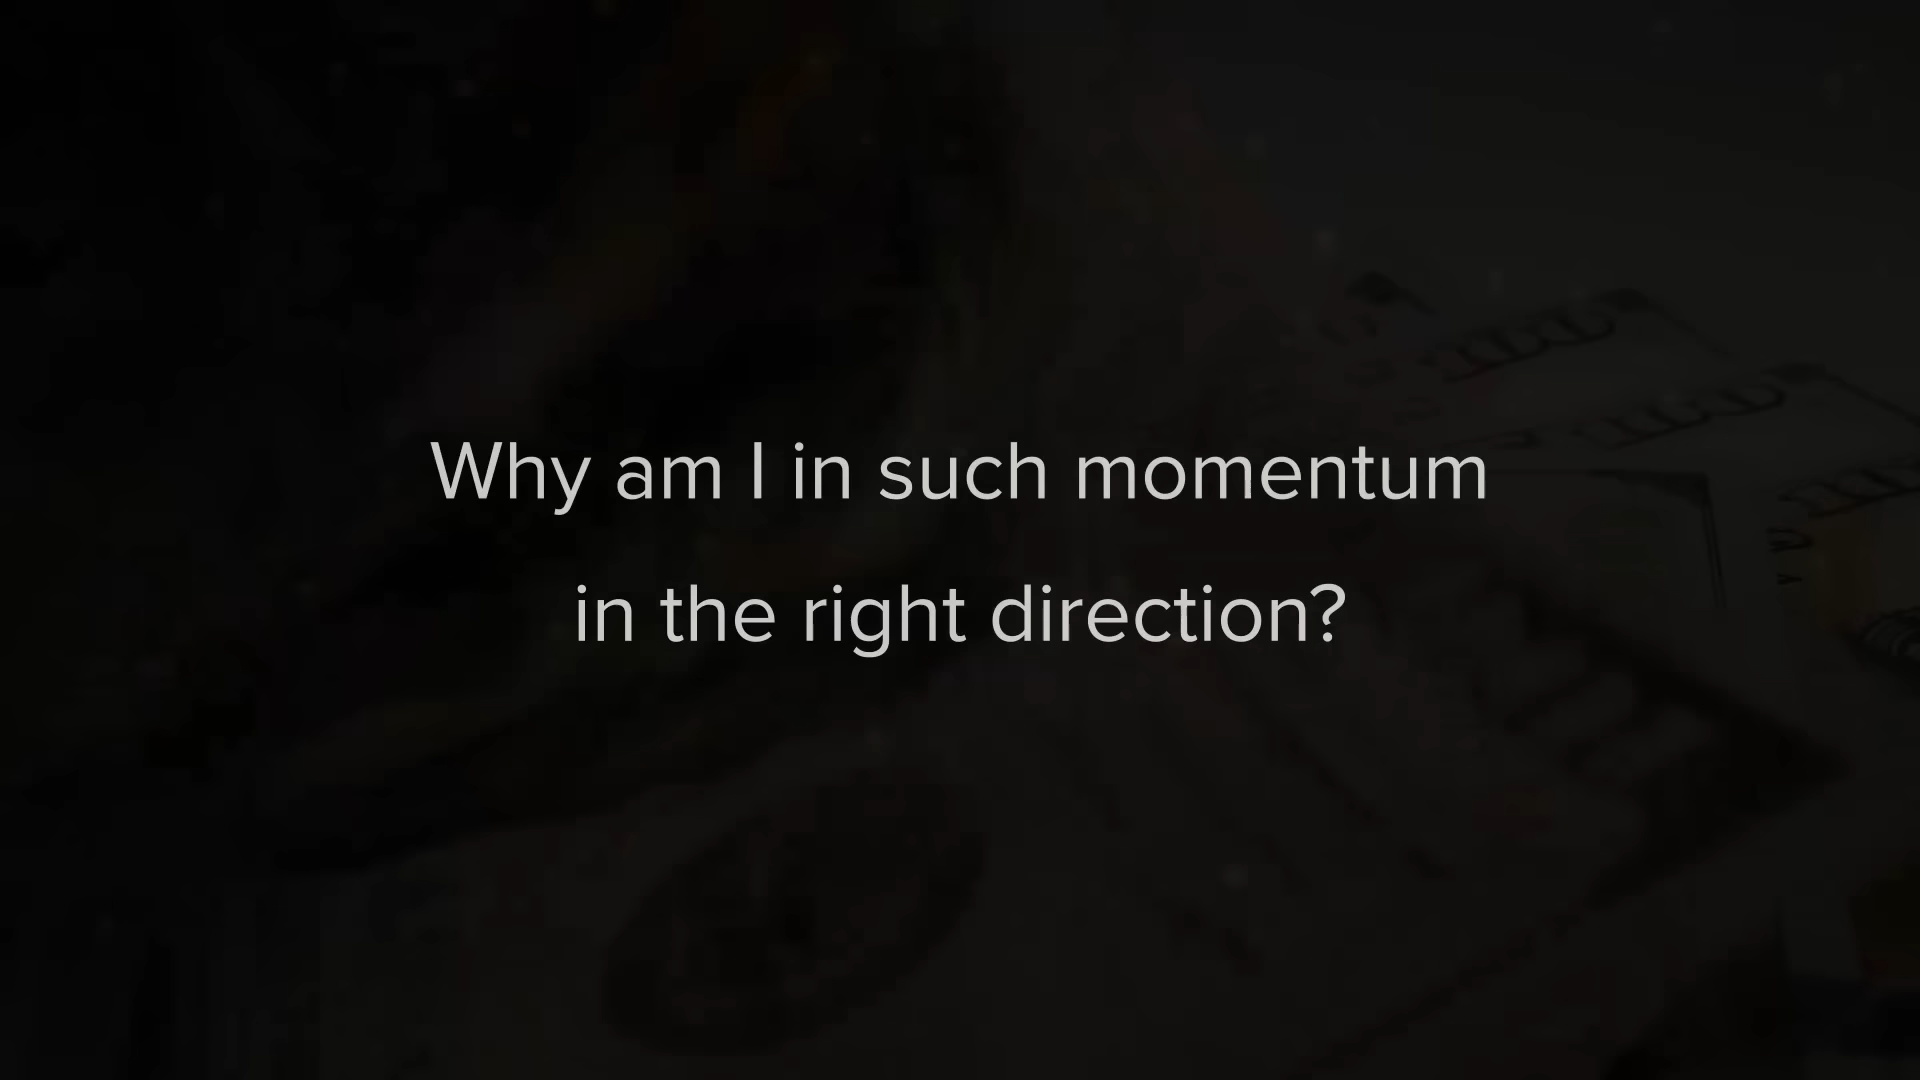 Why am I in such momentum
in the right direction?